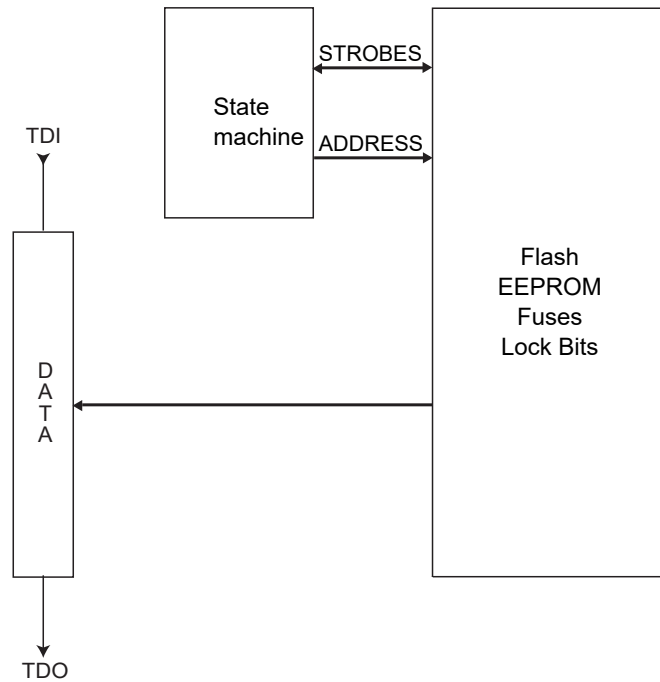 STROBES
State
machine
ADDRESS
TDI
Flash
EEPROM
Fuses
Lock Bits
D
A
T
A
TDO